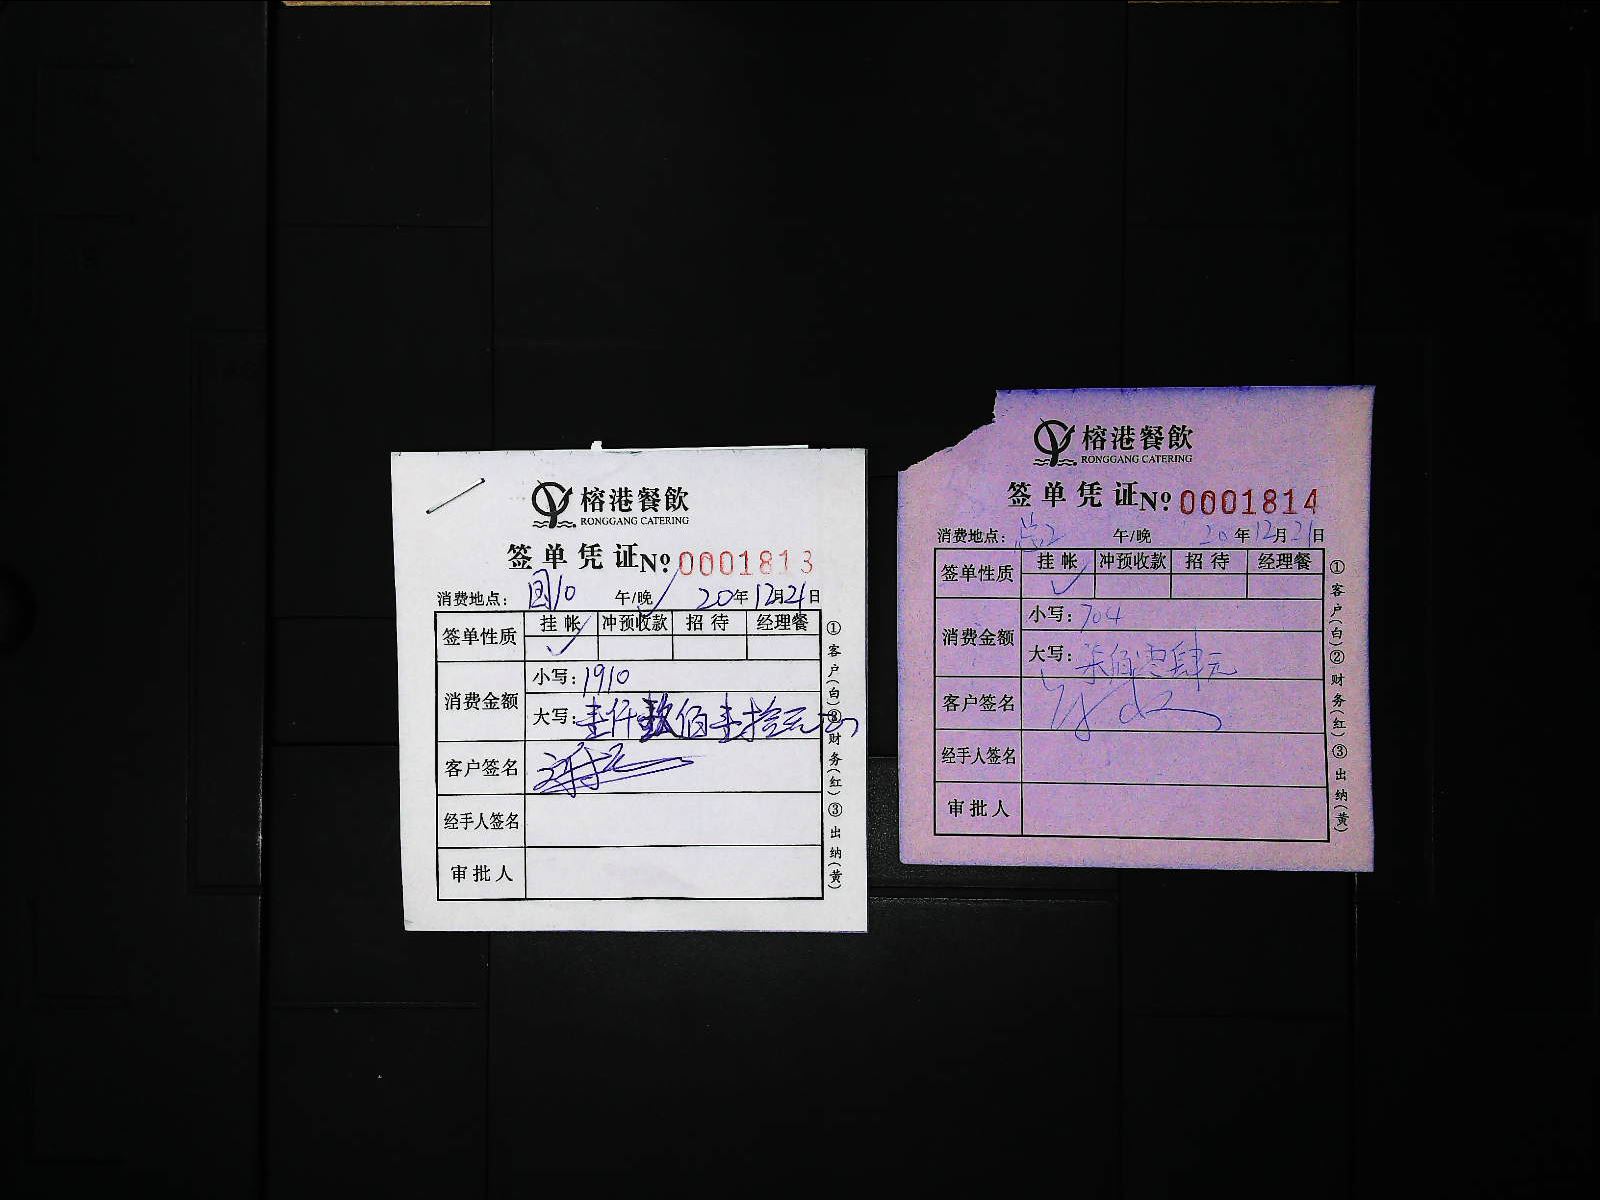 榕港餐飲
RONGGANG CATERING
签单凭证№ 0001813
消费地点: 国10 午/晚 20年12月21日
签单性质 挂帐 冲预收款 招待 经理餐
消费金额 小写: 1910
大写: 壹仟玖佰壹拾元
客户签名
经手人签名
审批人
①客户(白)②财务(红)③出纳(黄)
榕港餐飲
RONGGANG CATERING
签单凭证№ 0001814
消费地点: 午/晚 20年12月21日
签单性质 挂帐 冲预收款 招待 经理餐
消费金额 小写: 704
大写: 柒佰零肆元
客户签名
经手人签名
审批人
①客户(白)②财务(红)③出纳(黄)